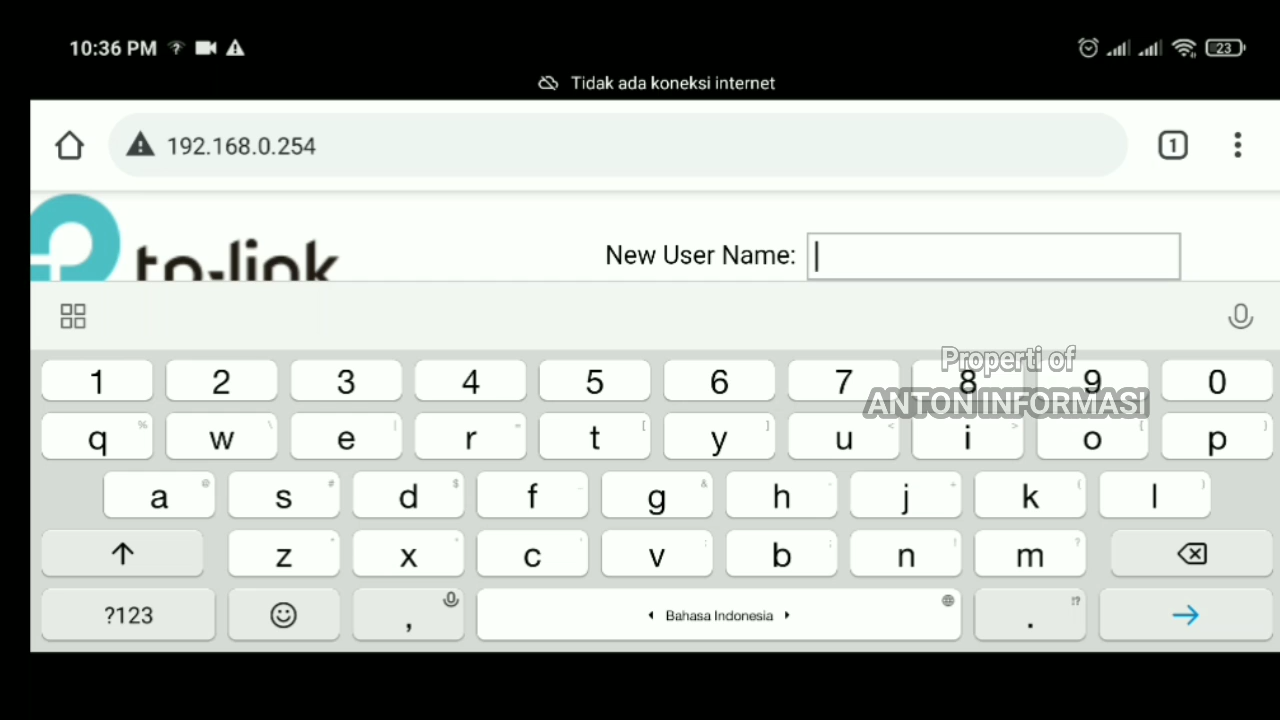 10:36 PM
23
Tidak ada koneksi internet
192.168.0.254
1
tp-link
New User Name:
Properti of
ANTON INFORMASI
1 2 3 4 5 6 7 8 9 0
q w e r t y u i o p
a s d f g h j k l
z x c v b n m
?123 , Bahasa Indonesia . !?